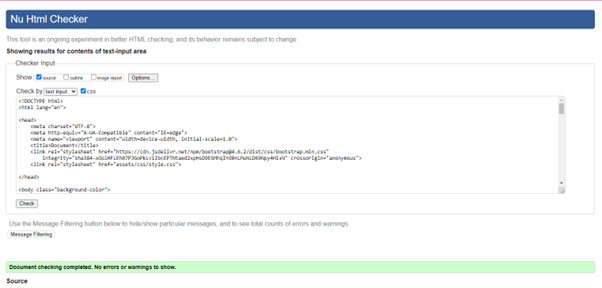 Nu Html Checker
This tool is an ongoing experiment in better HTML checking, and its behavior remains subject to change
Showing results for contents of text-input area
Checker Input
Show source outline image report Options...
Check by text input css
<!DOCTYPE html>
<html lang="en">
<head>
<meta charset="UTF-8">
<meta http-equiv="X-UA-Compatible" content="IE=edge">
<meta name="viewport" content="width=device-width, initial-scale=1.0">
<title>Document</title>
<link rel="stylesheet" href="https://cdn.jsdelivr.net/npm/bootstrap@4.6.2/dist/css/bootstrap.min.css"
crossorigin="anonymous">
<link rel="stylesheet" href="assets/css/style.css">
</head>
<body class="background-color">
Check
Use the Message Filtering button below to hide/show particular messages, and to see total counts of errors and warnings.
Message Filtering
Document checking completed. No errors or warnings to show.
Source